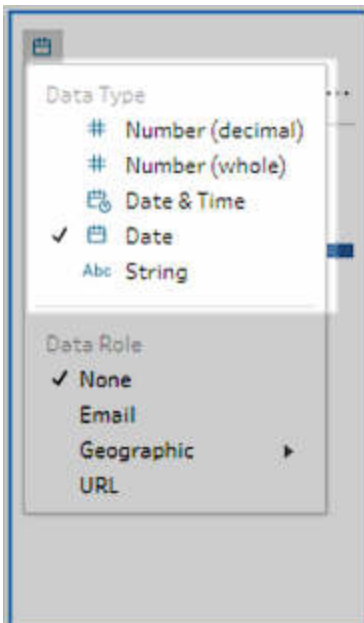 Data Type
# Number (decimal)
# Number (whole)
Date & Time
Date
Abc String
Data Role
None
Email
Geographic
URL